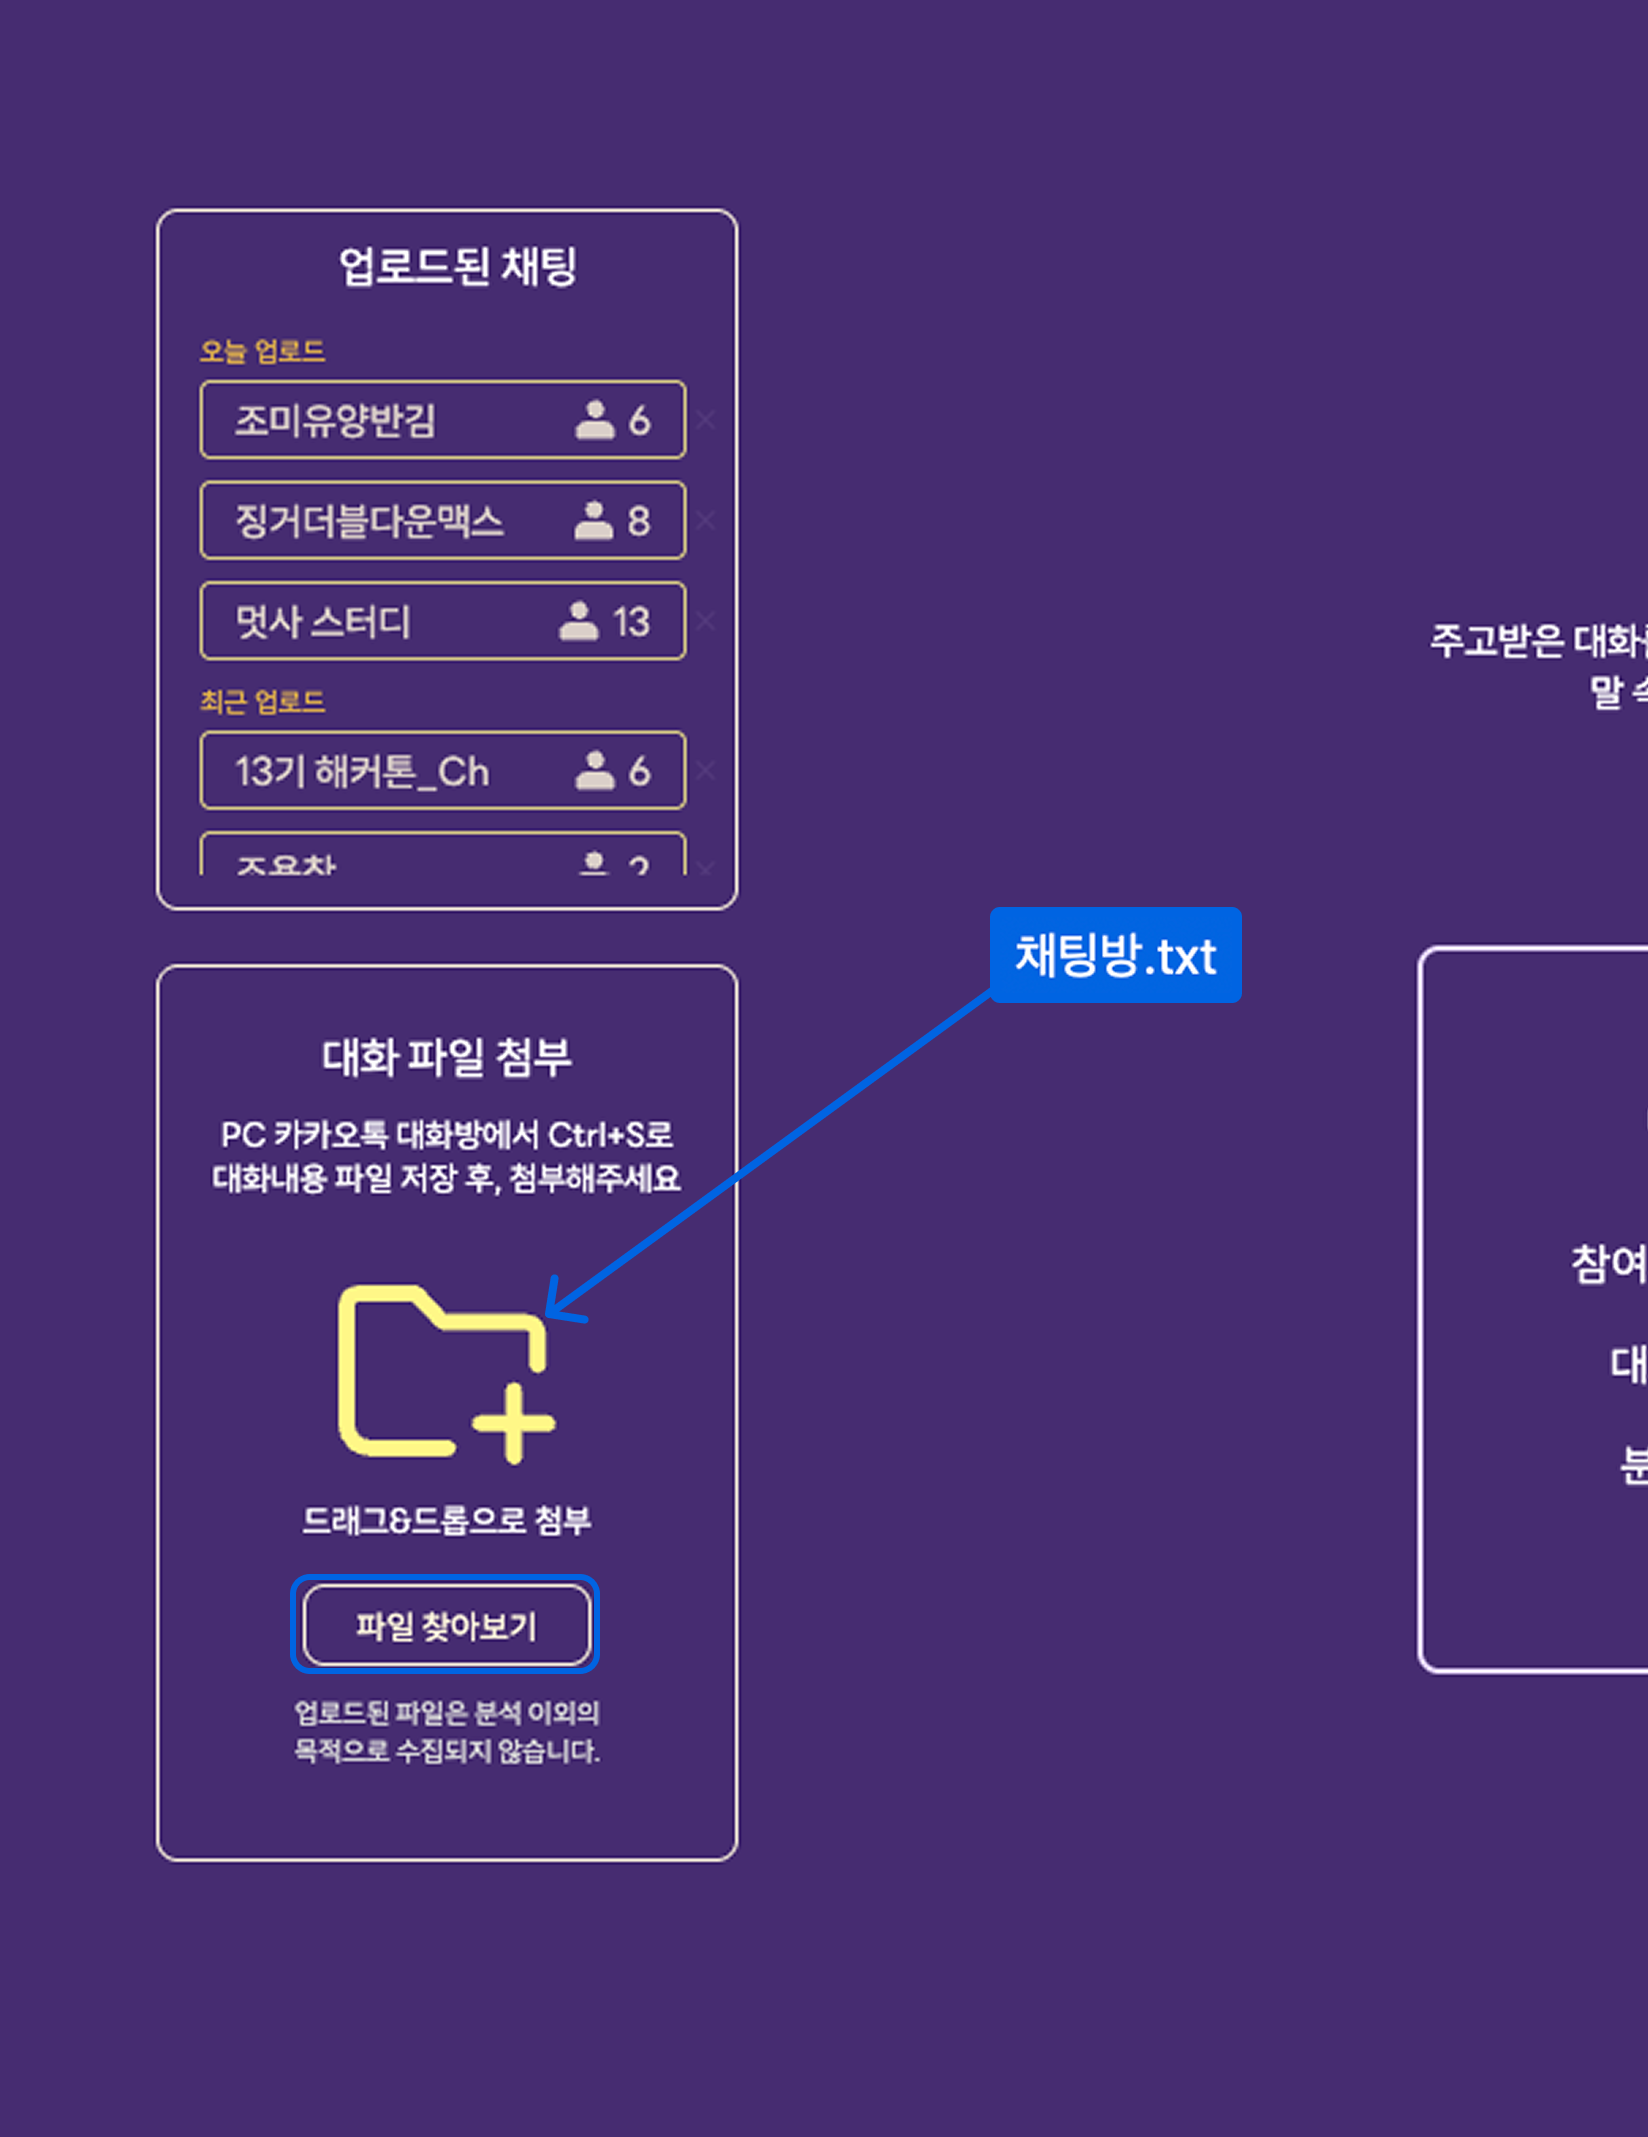 업로드된 채팅
오늘 업로드
조미유양반김 6
징거더블다운맥스 8
멋사 스터디 13
최근 업로드
13기 해커톤_Ch 6
조용찬 2
대화 파일 첨부
PC 카카오톡 대화방에서 Ctrl+S로
대화내용 파일 저장 후, 첨부해주세요
드래그&드롭으로 첨부
파일 찾아보기
업로드된 파일은 분석 이외의
목적으로 수집되지 않습니다.
채팅방.txt
주고받은 대화를
말
참여
대
분